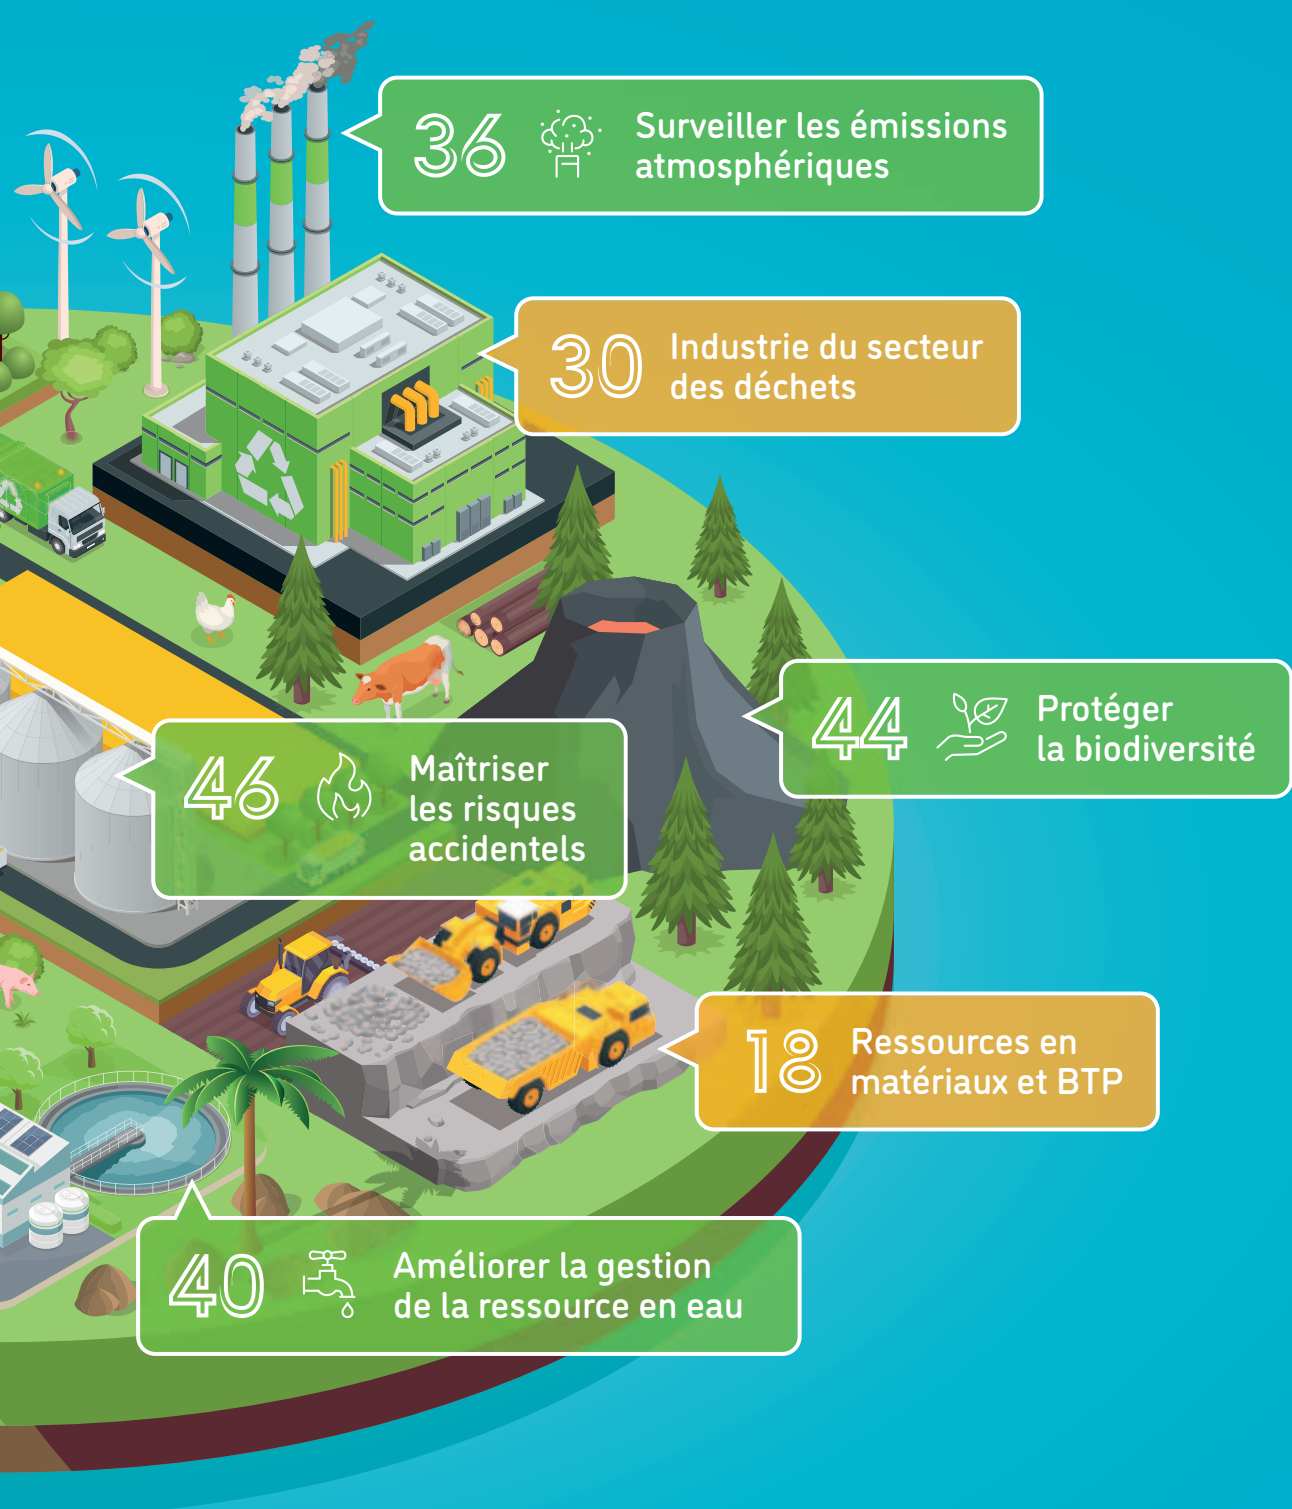 36
Surveiller les émissions
atmosphériques
30
Industrie du secteur
des déchets
44
Protéger
la biodiversité
46
Maîtriser
les risques
accidentels
18
Ressources en
matériaux et BTP
40
Améliorer la gestion
de la ressource en eau